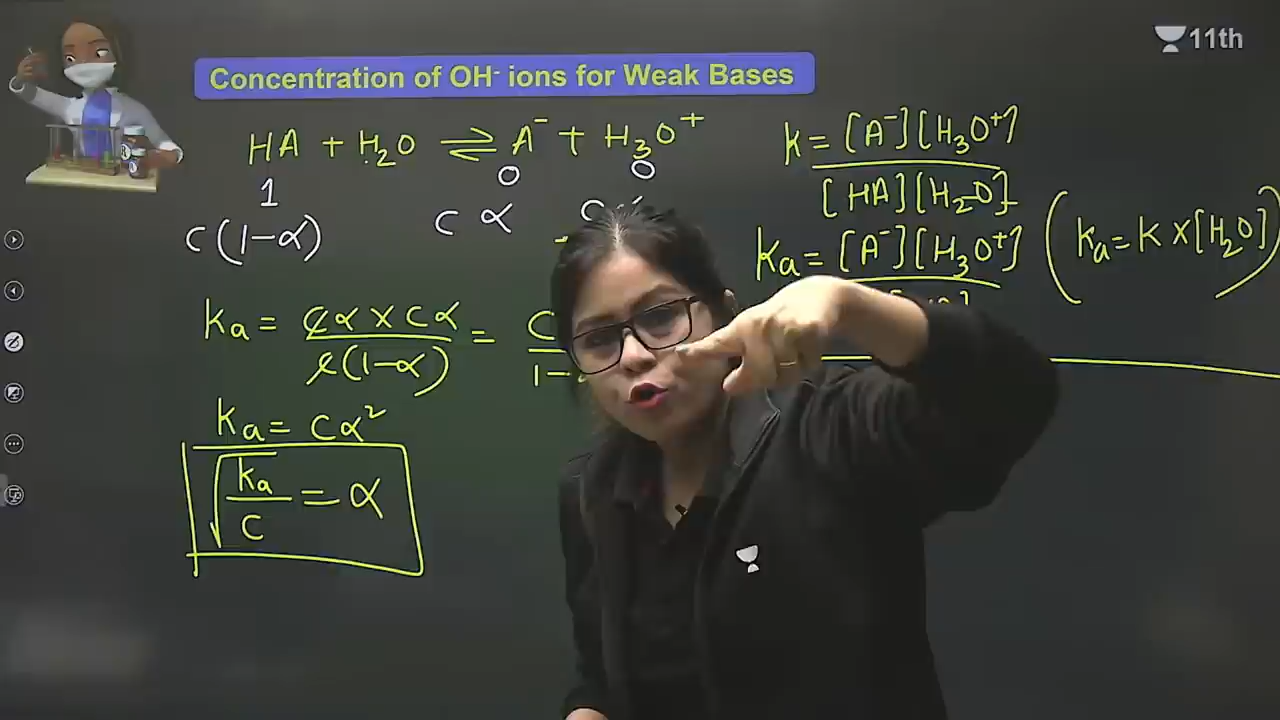 11th
Concentration of OH⁻ ions for Weak Bases
HA + H₂O ⇌ A⁻ + H₃O⁺
1 0 0
C(1-α) C α
K = [A⁻][H₃O⁺] / [HA][H₂O]
Ka = [A⁻][H₃O⁺]
(Ka = K X [H₂O])
Ka = Cα X Cα / C(1-α) =
Ka = Cα²
√(Ka / C) = α